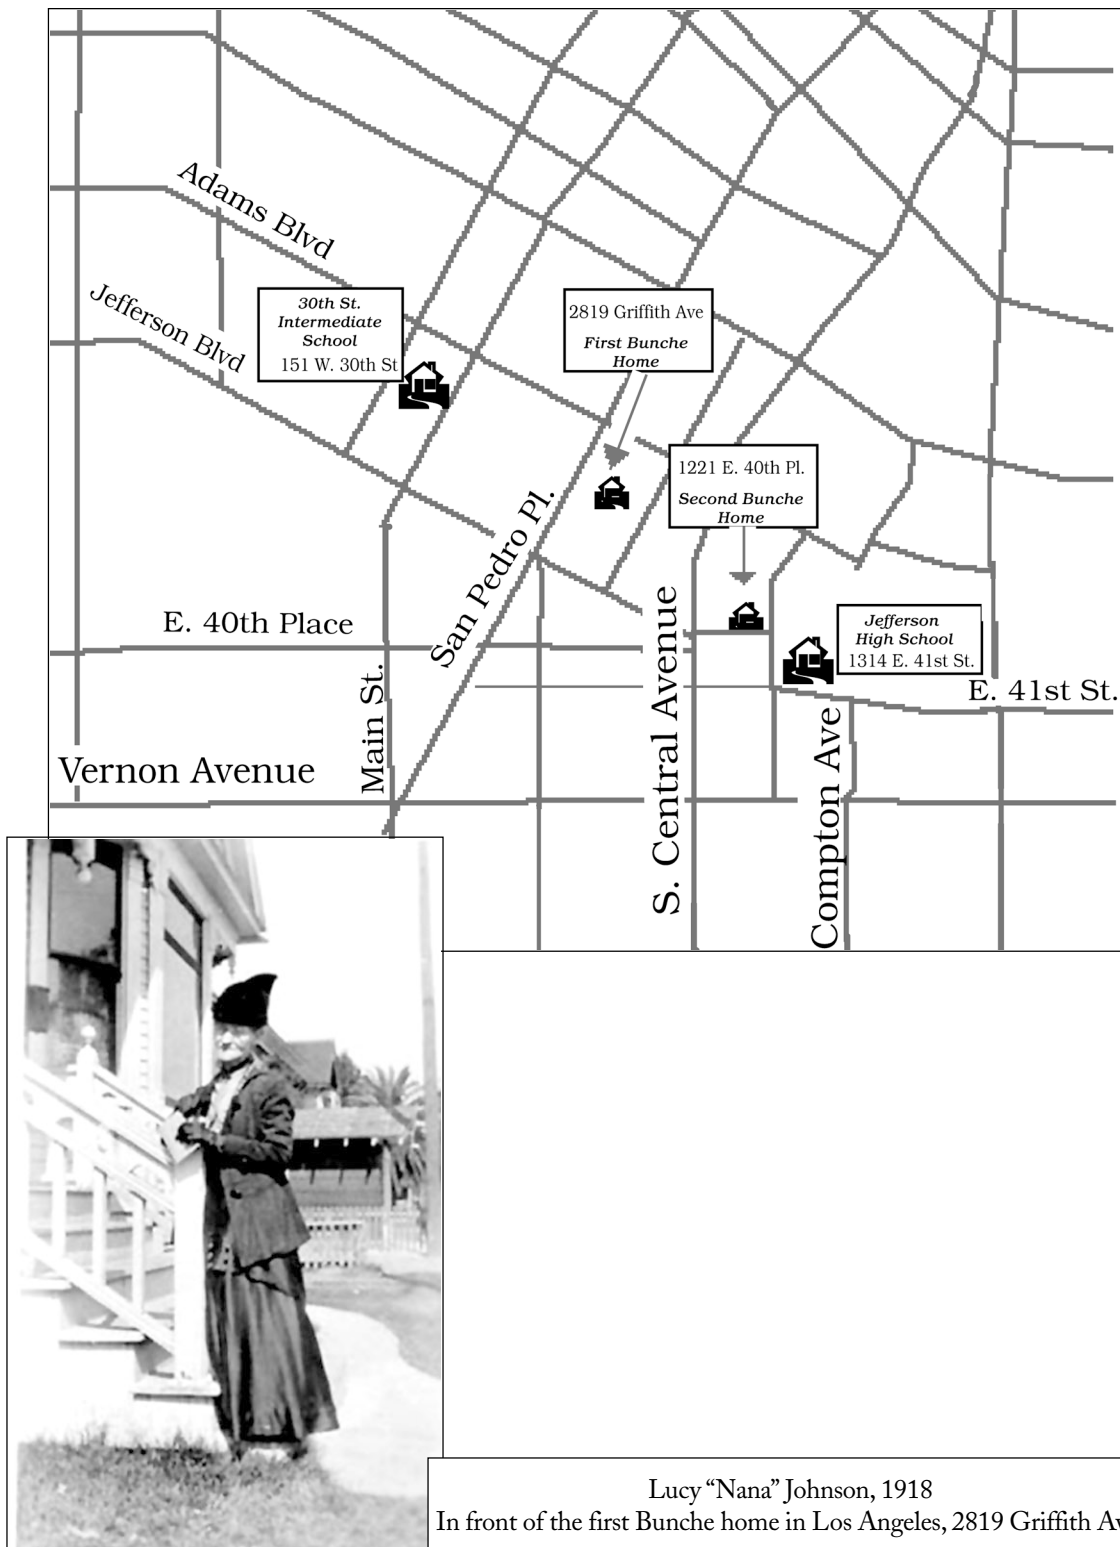 Adams Blvd
Jefferson Blvd
30th St.
Intermediate
School
151 W. 30th St
2819 Griffith Ave
First Bunche
Home
1221 E. 40th Pl.
Second Bunche
Home
San Pedro Pl.
E. 40th Place
Jefferson
High School
1314 E. 41st St.
E. 41st St.
Main St.
S. Central Avenue
Compton Ave
Vernon Avenue
Lucy “Nana” Johnson, 1918
In front of the first Bunche home in Los Angeles, 2819 Griffith Av